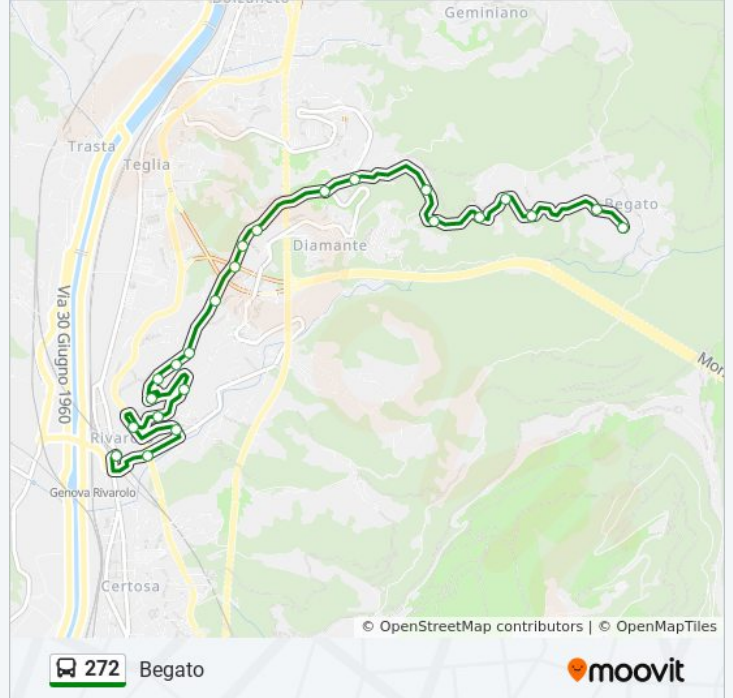 Bolzaneto
Geminiano
Trasta
Teglia
Begato
Diamante
Via 30 Giugno 1960
Rivaro
Genova Rivarolo
Certosa
© OpenStreetMap contributors | © OpenMapTiles
272 Begato
moovit